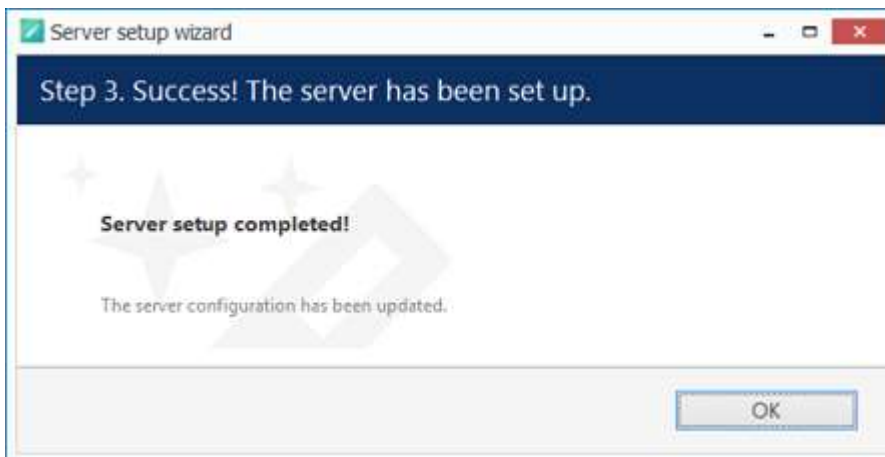 Server setup wizard
Step 3. Success! The server has been set up.
Server setup completed!
The server configuration has been updated.
OK